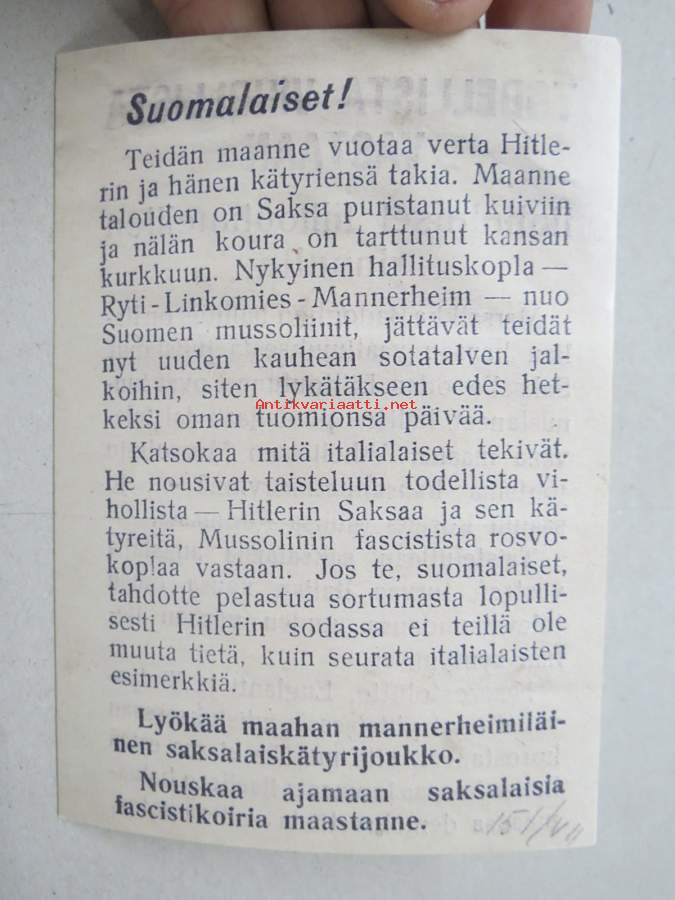 Suomalaiset!
Teidän maanne vuotaa verta Hitle-
rin ja hänen kätyriensä takia. Maanne
talouden on Saksa puristanut kuiviin
ja nälän koura on tarttunut kansan
kurkkuun. Nykyinen hallituskopla —
Ryti - Linkomies - Mannerheim — nuo
Suomen mussoliinit, jättävät teidät
nyt uuden kauhean sotatalven jal-
koihin, siten lykätäkseen edes het-
Antikvariaatti.net
keksi oman tuomionsa päivää.
Katsokaa mitä italialaiset tekivät.
He nousivat taisteluun todellista vi-
hollista — Hitlerin Saksaa ja sen kä-
tyreitä, Mussolinin fascistista rosvo-
koplaa vastaan. Jos te, suomalaiset,
tahdotte pelastua sortumasta lopulli-
sesti Hitlerin sodassa ei teillä ole
muuta tietä, kuin seurata italialaisten
esimerkkiä.
Lyökää maahan mannerheimiläi-
nen saksalaiskätyrijoukko.
Nouskaa ajamaan saksalaisia
fascistikoiria maastanne.